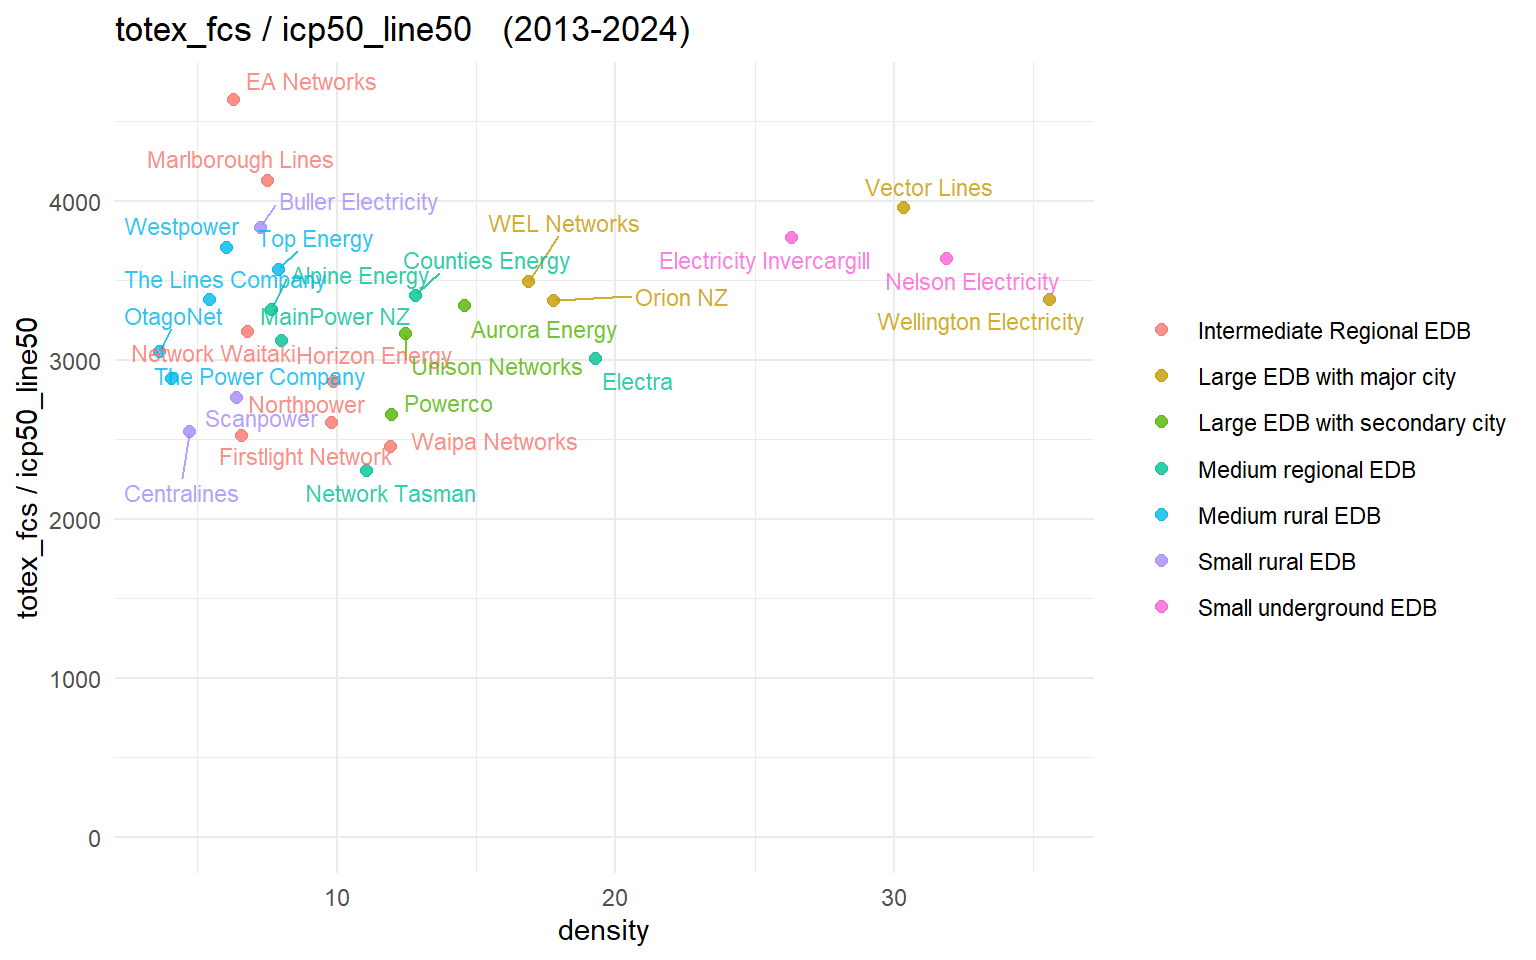 totex_fcs / icp50_line50   (2013-2024)
EA Networks
Marlborough Lines
Vector Lines
4000
Buller Electricity
Westpower
WEL Networks
Top Energy
Counties Energy
Electricity Invercargill
Alpine Energy
The Lines Company
Nelson Electricity
Orion NZ
OtagoNet
MainPower NZ
Wellington Electricity
Aurora Energy
Network Waitaki
Horizon Energy
3000
Unison Networks
The Power Company
Electra
Northpower
Powerco
Scanpower
Waipa Networks
Firstlight Network
Centralines
Network Tasman
2000
1000
0
10
20
30
density
totex_fcs / icp50_line50
Intermediate Regional EDB
Large EDB with major city
Large EDB with secondary city
Medium regional EDB
Medium rural EDB
Small rural EDB
Small underground EDB